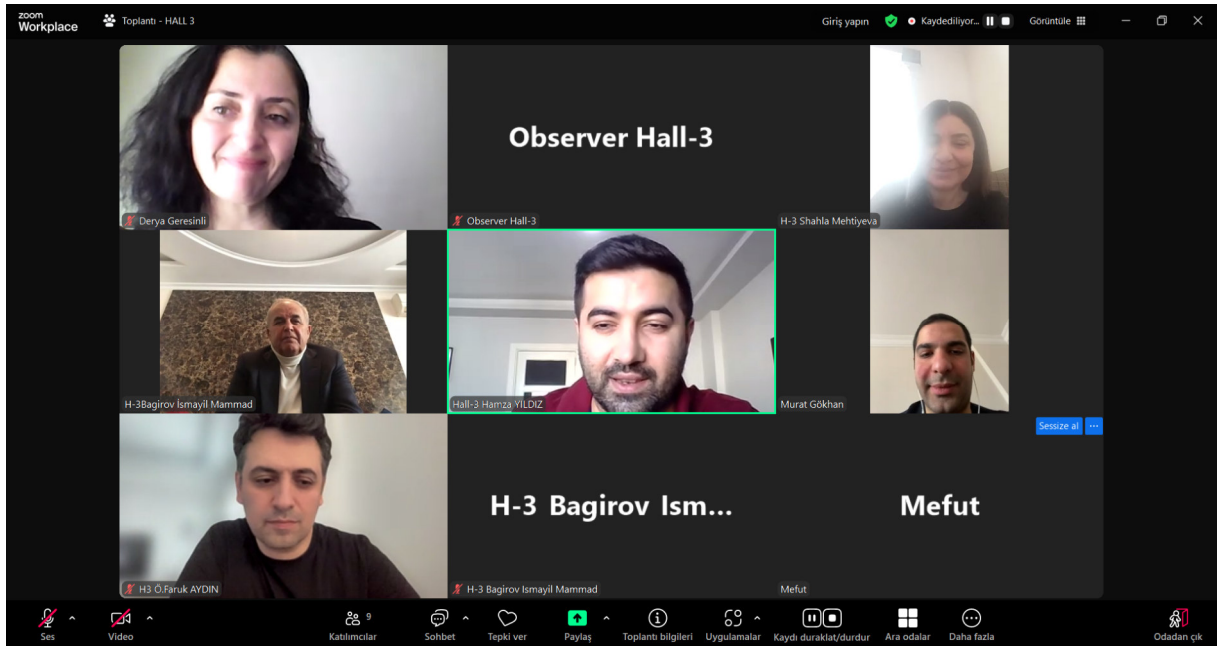 zoom
Workplace
Toplantı - HALL 3
Giriş yapın
Kaydediliyor...
Görüntüle
Derya Geresinli
Observer Hall-3
Observer Hall-3
H-3 Shahla Mehtiyeva
H-3Bagirov İsmayil Mammad
Hall-3 Hamza YILDIZ
Murat Gökhan
Sessize al
H3 Ö.Faruk AYDIN
H-3 Bagirov Ism...
H-3 Bagirov Ismayil Mammad
Mefut
Mefut
Ses
Video
9
Katılımcılar
Sohbet
Tepki ver
Paylaş
Toplantı bilgileri
Uygulamalar
Kaydı duraklat/durdur
Ara odalar
Daha fazla
Odadan çık